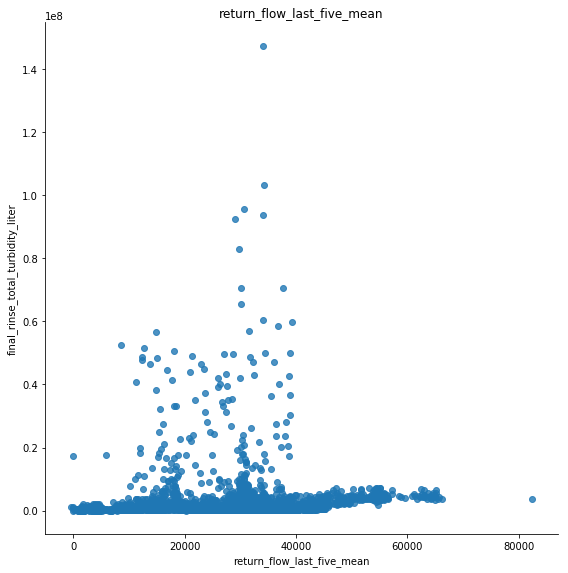 return_flow_last_five_mean
1e8
1.4
1.2
1.0
0.8
0.6
0.4
0.2
0.0
final_rinse_total_turbidity_liter
0 20000 40000 60000 80000
return_flow_last_five_mean